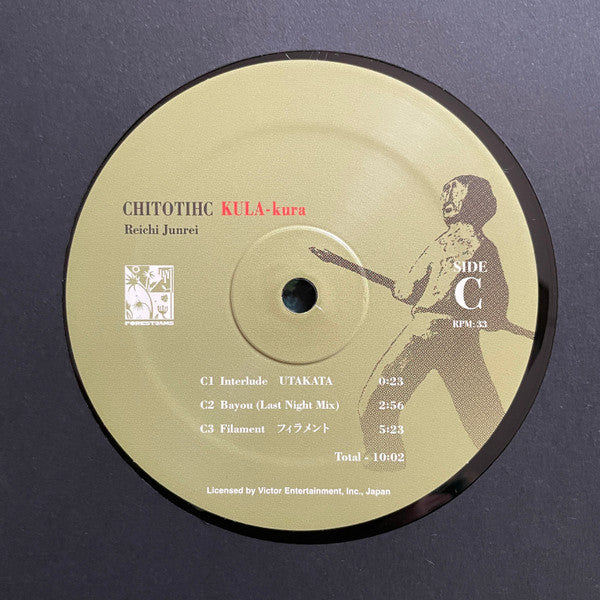 CHITOTIHC KULA-kura
Reichi Junrei
FORESTJAMS
SIDE
C
RPM: 33
C1 Interlude UTAKATA 0:23
C2 Bayou (Last Night Mix) 2:56
C3 Filament フィラメント 5:23
Total - 10:02
Licensed by Victor Entertainment, Inc., Japan